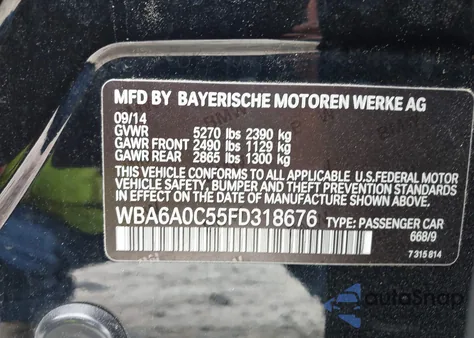 MFD BY BAYERISCHE MOTOREN WERKE AG
09/14
GVWR 5270 lbs 2390 kg
GAWR FRONT 2490 lbs 1129 kg
GAWR REAR 2865 lbs 1300 kg
THIS VEHICLE CONFORMS TO ALL APPLICABLE U.S.FEDERAL MOTOR
VEHICLE SAFETY, BUMPER AND THEFT PREVENTION STANDARDS
IN EFFECT ON THE DATE OF MANUFACTURE SHOWN ABOVE.
WBA6A0C55FD318676 TYPE: PASSENGER CAR
668/9
7 315 814
autoSnap